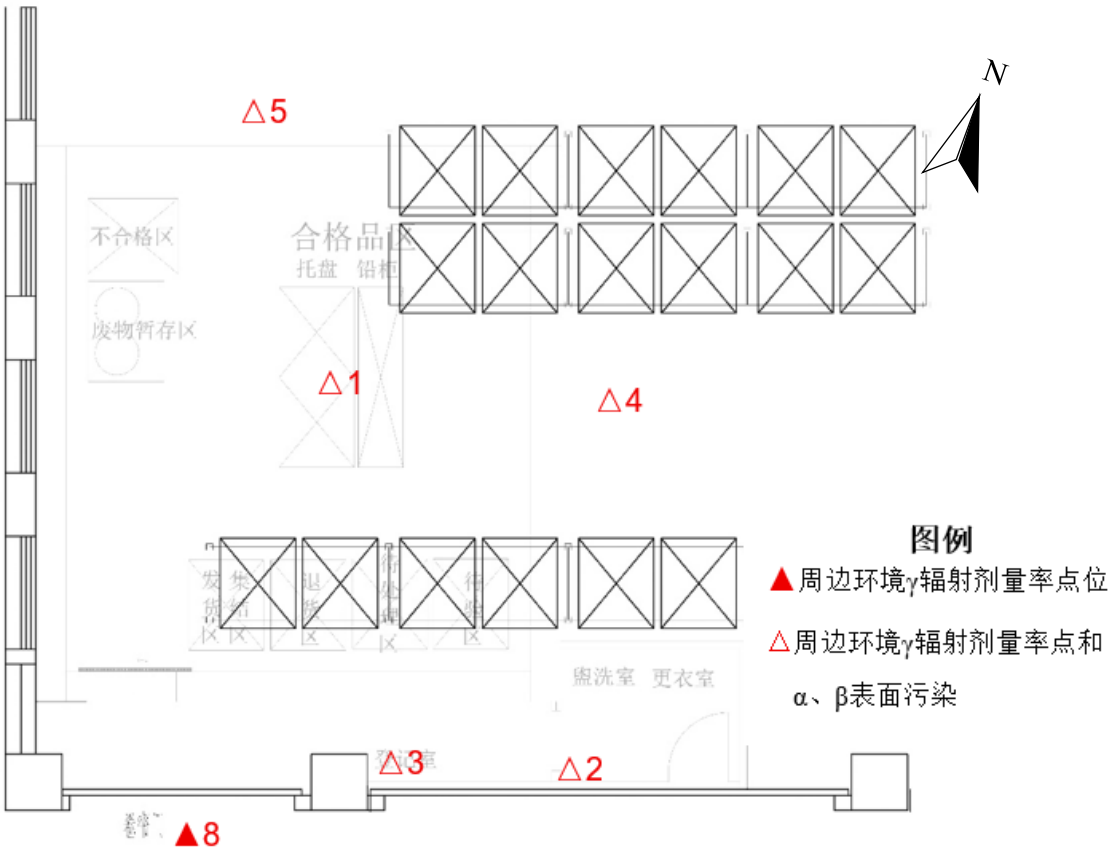 N
△5
不合格区
合格品区
托盘 铅柜
废物暂存区
△1
△4
图例
▲周边环境γ辐射剂量率点位
△周边环境γ辐射剂量率点和
α、β表面污染
发货区
集结区
退货区
待处理区
待验区
盥洗室 更衣室
登记室
△3
△2
▲8